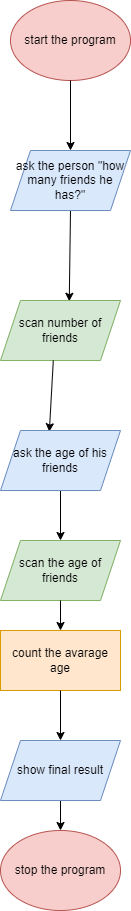 start the program
ask the person "how
many friends he
has?"
scan number of
friends
ask the age of his
friends
scan the age of
friends
count the avarage
age
show final result
stop the program